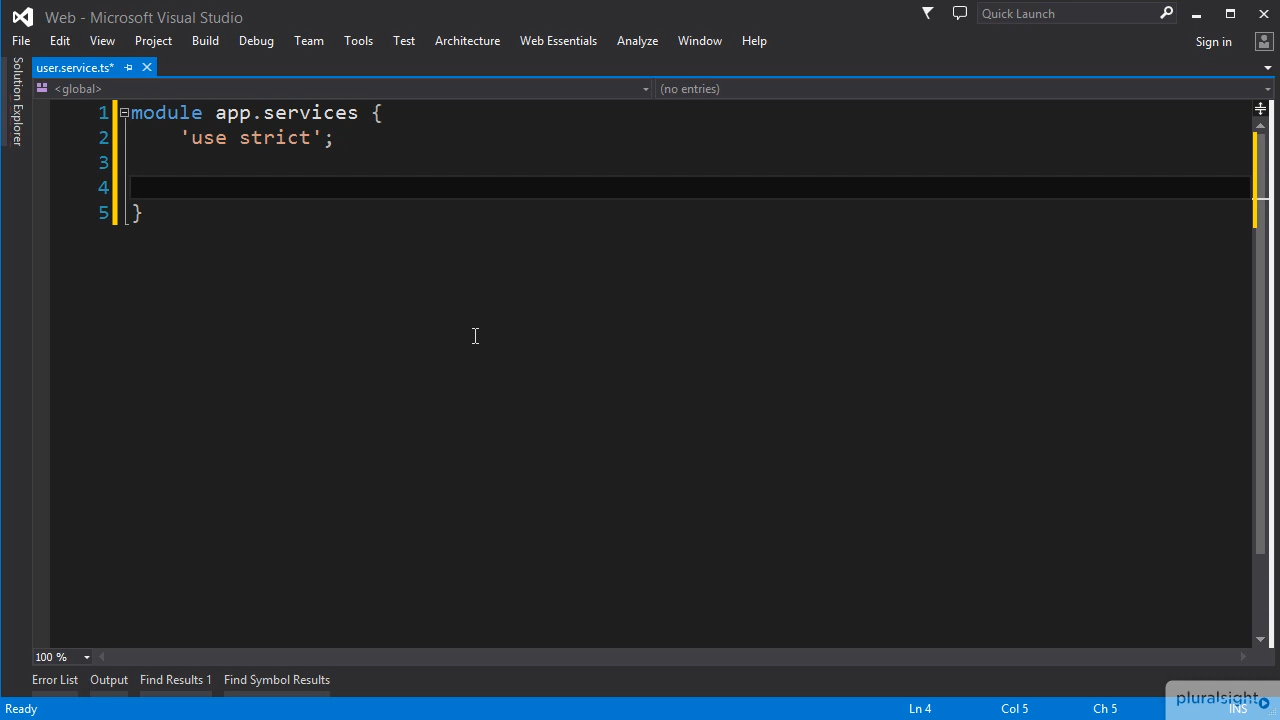 Web - Microsoft Visual Studio
Quick Launch
File Edit View Project Build Debug Team Tools Test Architecture Web Essentials Analyze Window Help
Sign in
Solution Explorer
user.service.ts*
<global>
(no entries)
1 module app.services {
2 'use strict';
3
4
5 }
100 %
Error List Output Find Results 1 Find Symbol Results
pluralsight
Ready
Ln 4 Col 5 Ch 5 INS